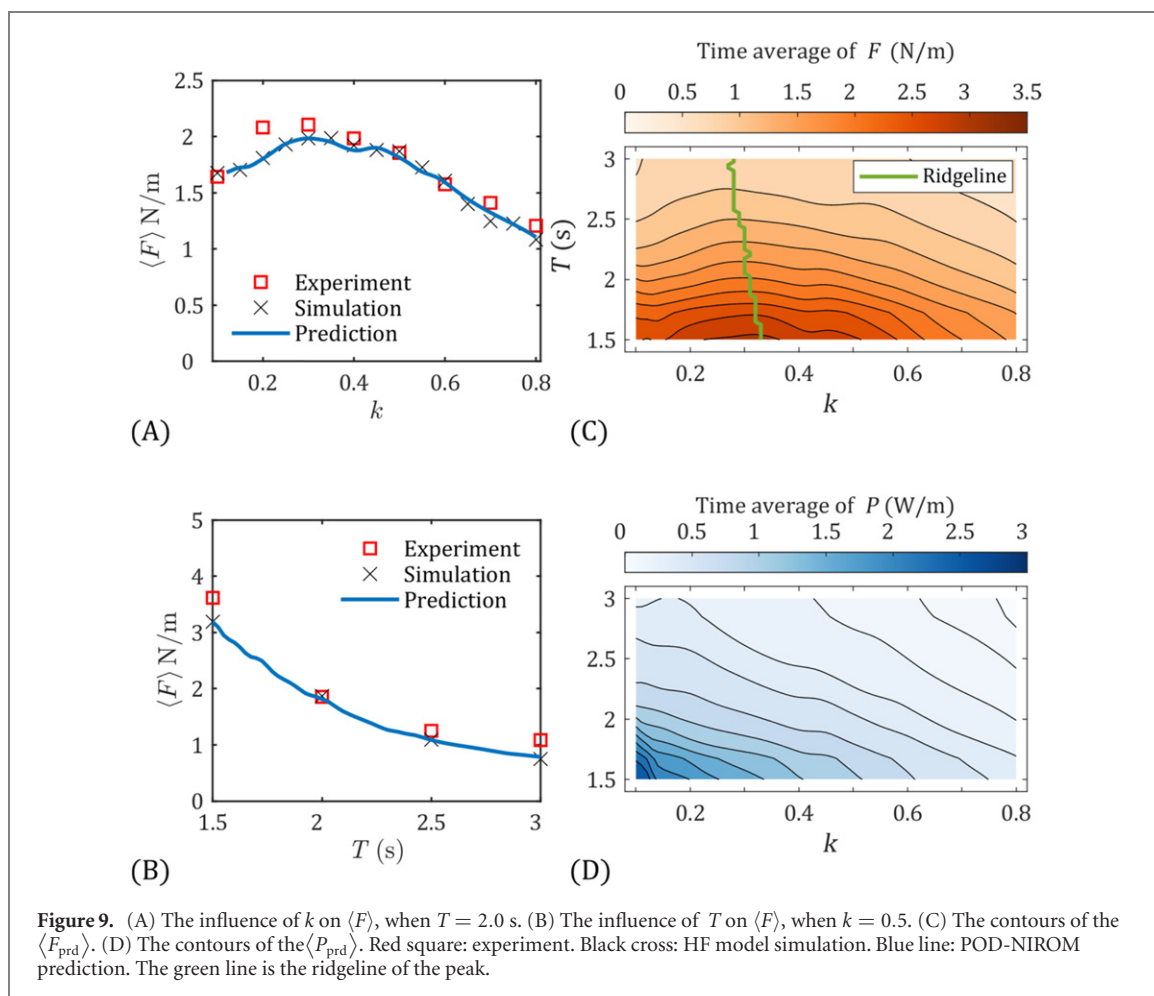 2.5
2
1.5
1
0.5
0
⟨F⟩ N/m
Experiment
Simulation
Prediction
0.2 0.4 0.6 0.8
k
(A)
Time average of F (N/m)
0 0.5 1 1.5 2 2.5 3 3.5
3
2.5
2
1.5
T (s)
Ridgeline
0.2 0.4 0.6 0.8
k
(C)
5
4
3
2
1
0
⟨F⟩ N/m
Experiment
Simulation
Prediction
1.5 2 2.5 3
T (s)
(B)
Time average of P (W/m)
0 0.5 1 1.5 2 2.5 3
3
2.5
2
1.5
0.2 0.4 0.6 0.8
k
(D)
Figure 9. (A) The influence of k on ⟨F⟩, when T = 2.0 s. (B) The influence of T on ⟨F⟩, when k = 0.5. (C) The contours of the
⟨F_prd⟩. (D) The contours of the⟨P_prd⟩. Red square: experiment. Black cross: HF model simulation. Blue line: POD-NIROM
prediction. The green line is the ridgeline of the peak.